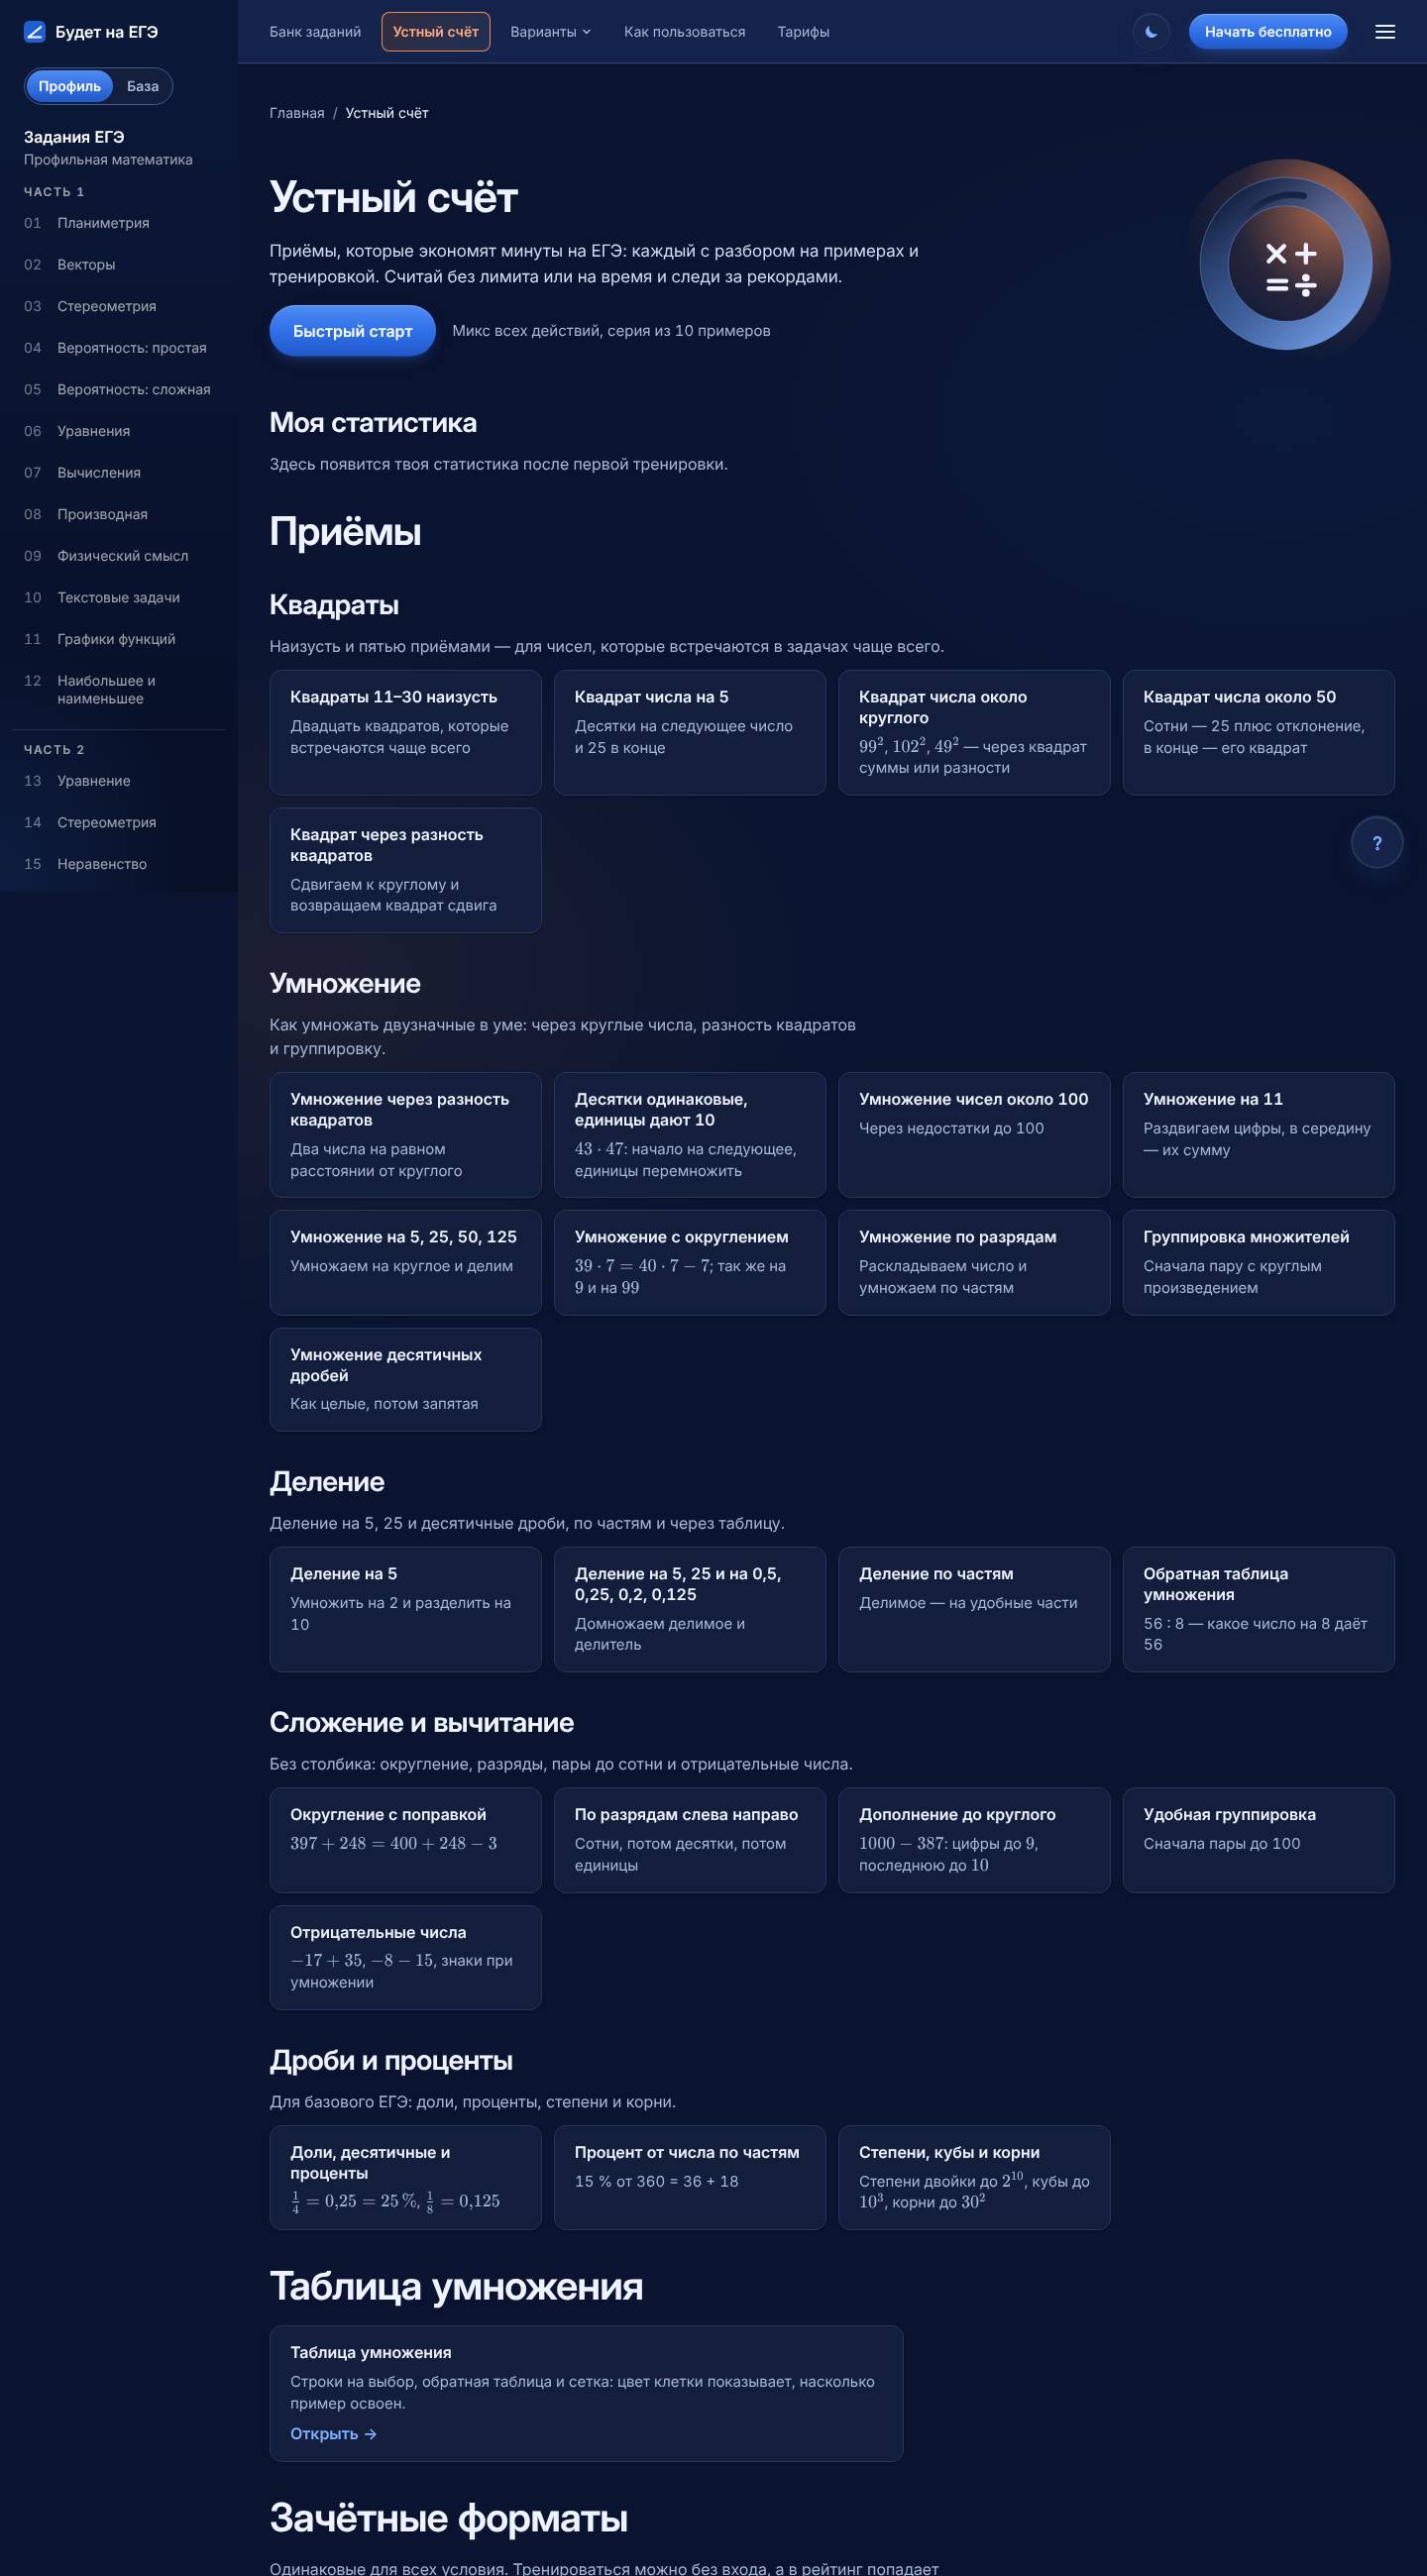 Будет на ЕГЭ
Профиль
База
Задания ЕГЭ
Профильная математика
ЧАСТЬ 1
01 Планиметрия
02 Векторы
03 Стереометрия
04 Вероятность: простая
05 Вероятность: сложная
06 Уравнения
07 Вычисления
08 Производная
09 Физический смысл
10 Текстовые задачи
11 Графики функций
12 Наибольшее и
наименьшее
ЧАСТЬ 2
13 Уравнение
14 Стереометрия
15 Неравенство
Банк заданий
Устный счёт
Варианты
Как пользоваться
Тарифы
Начать бесплатно
Главная / Устный счёт
Устный счёт
Приёмы, которые экономят минуты на ЕГЭ: каждый с разбором на примерах и
тренировкой. Считай без лимита или на время и следи за рекордами.
Быстрый старт
Микс всех действий, серия из 10 примеров
× +
= ÷
Моя статистика
Здесь появится твоя статистика после первой тренировки.
Приёмы
Квадраты
Наизусть и пятью приёмами — для чисел, которые встречаются в задачах чаще всего.
Квадраты 11–30 наизусть
Двадцать квадратов, которые
встречаются чаще всего
Квадрат числа на 5
Десятки на следующее число
и 25 в конце
Квадрат числа около
круглого
99², 102², 49² — через квадрат
суммы или разности
Квадрат числа около 50
Сотни — 25 плюс отклонение,
в конце — его квадрат
Квадрат через разность
квадратов
Сдвигаем к круглому и
возвращаем квадрат сдвига
?
Умножение
Как умножать двузначные в уме: через круглые числа, разность квадратов
и группировку.
Умножение через разность
квадратов
Два числа на равном
расстоянии от круглого
Десятки одинаковые,
единицы дают 10
43 · 47: начало на следующее,
единицы перемножить
Умножение чисел около 100
Через недостатки до 100
Умножение на 11
Раздвигаем цифры, в середину
— их сумму
Умножение на 5, 25, 50, 125
Умножаем на круглое и делим
Умножение с округлением
39 · 7 = 40 · 7 − 7; так же на
9 и на 99
Умножение по разрядам
Раскладываем число и
умножаем по частям
Группировка множителей
Сначала пару с круглым
произведением
Умножение десятичных
дробей
Как целые, потом запятая
Деление
Деление на 5, 25 и десятичные дроби, по частям и через таблицу.
Деление на 5
Умножить на 2 и разделить на
10
Деление на 5, 25 и на 0,5,
0,25, 0,2, 0,125
Домножаем делимое и
делитель
Деление по частям
Делимое — на удобные части
Обратная таблица
умножения
56 : 8 — какое число на 8 даёт
56
Сложение и вычитание
Без столбика: округление, разряды, пары до сотни и отрицательные числа.
Округление с поправкой
397 + 248 = 400 + 248 − 3
По разрядам слева направо
Сотни, потом десятки, потом
единицы
Дополнение до круглого
1000 − 387: цифры до 9,
последнюю до 10
Удобная группировка
Сначала пары до 100
Отрицательные числа
−17 + 35, −8 − 15, знаки при
умножении
Дроби и проценты
Для базового ЕГЭ: доли, проценты, степени и корни.
Доли, десятичные и
проценты
1/4 = 0,25 = 25 %, 1/8 = 0,125
Процент от числа по частям
15 % от 360 = 36 + 18
Степени, кубы и корни
Степени двойки до 2¹⁰, кубы до
10³, корни до 30²
Таблица умножения
Таблица умножения
Строки на выбор, обратная таблица и сетка: цвет клетки показывает, насколько
пример освоен.
Открыть →
Зачётные форматы
Одинаковые для всех условия. Тренироваться можно без входа, а в рейтинг попадает